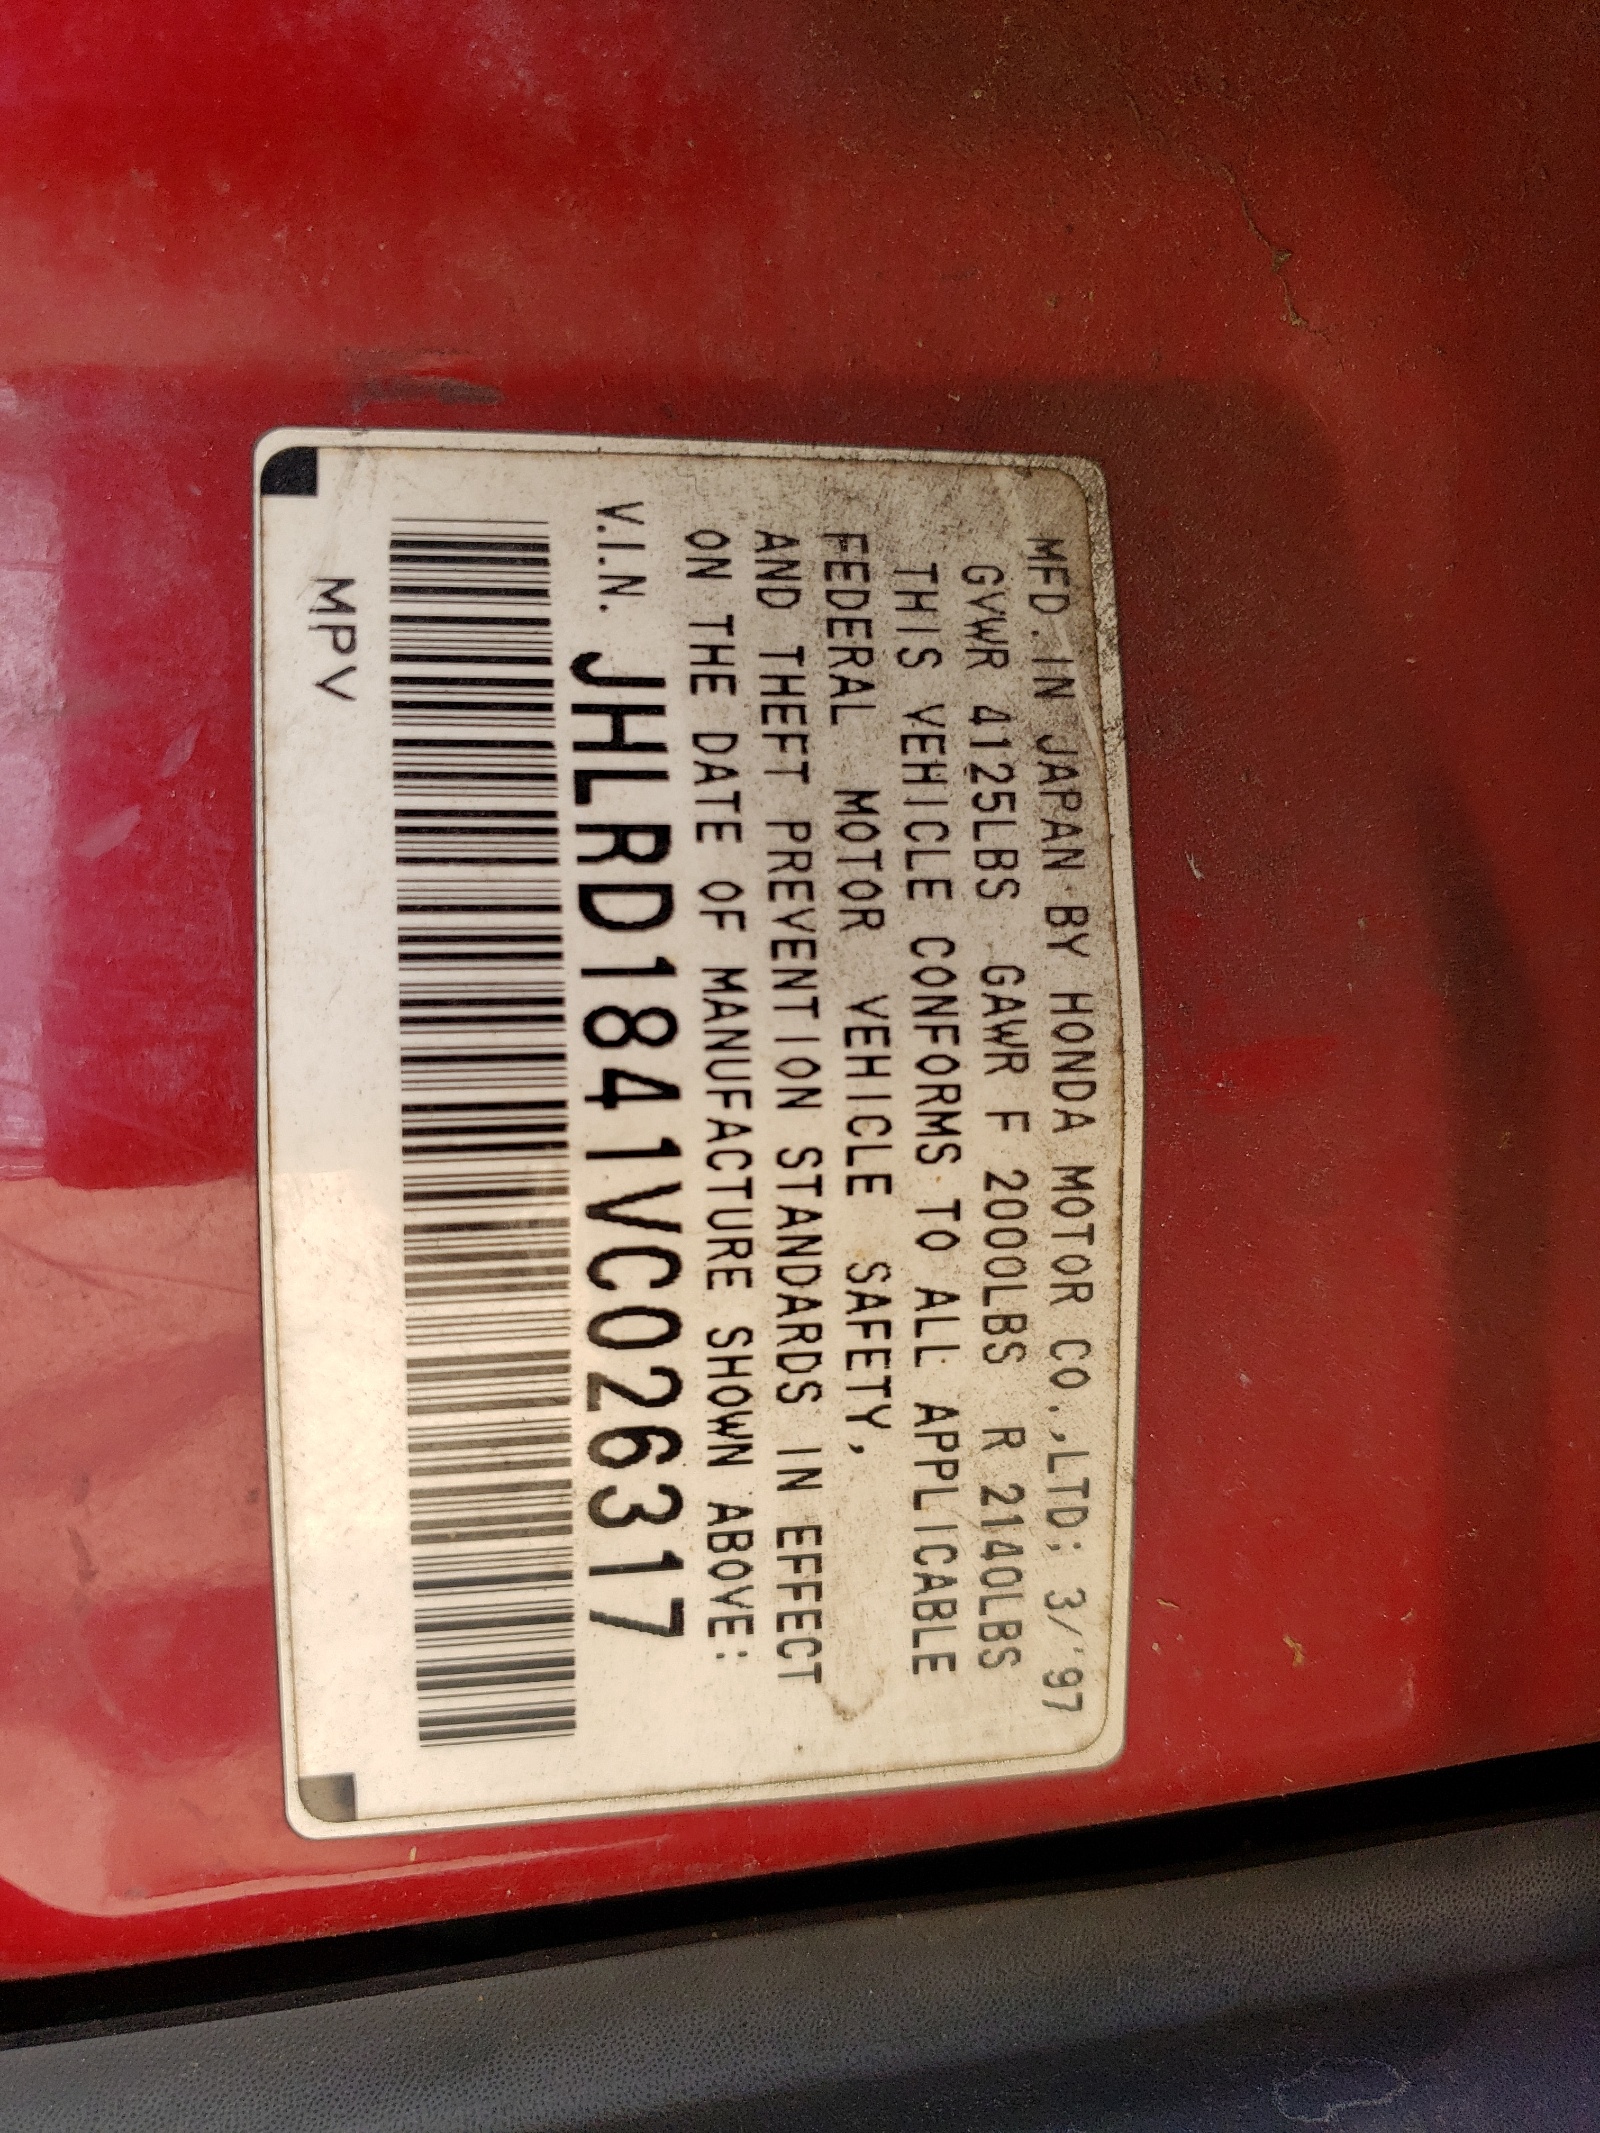 MFD. IN JAPAN BY HONDA MOTOR CO.,LTD; 3/'97
GVWR 4125LBS GAWR F 2000LBS R 2140LBS
THIS VEHICLE CONFORMS TO ALL APPLICABLE
FEDERAL MOTOR VEHICLE SAFETY,
AND THEFT PREVENTION STANDARDS IN EFFECT
ON THE DATE OF MANUFACTURE SHOWN ABOVE:
V.I.N. JHLRD1841VC026317
MPV